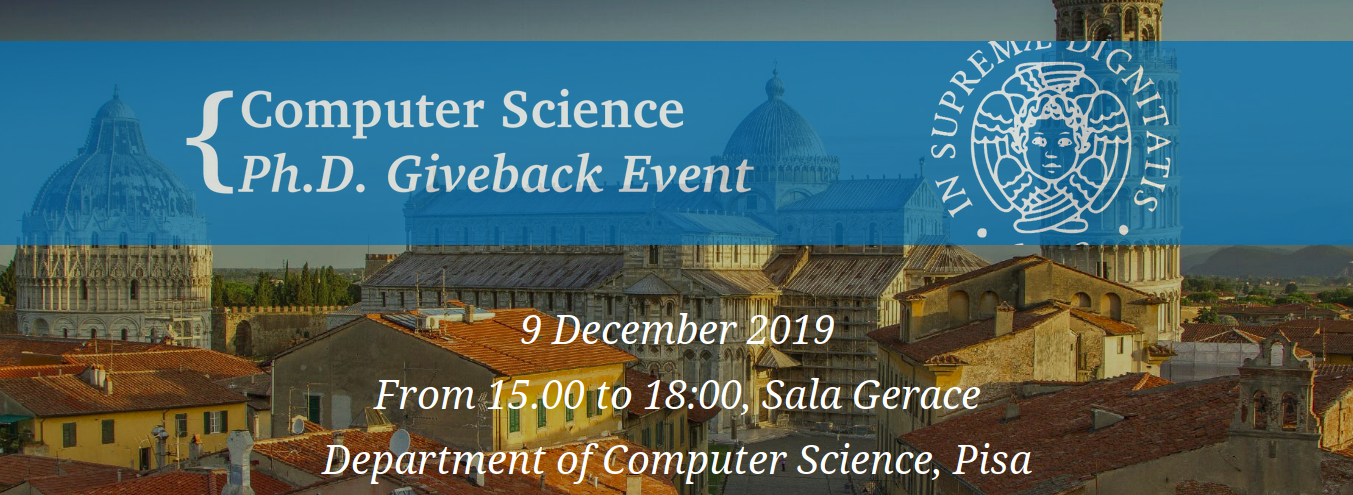 {Computer Science
Ph.D. Giveback Event
IN SUPREMÆ DIGNITATIS
9 December 2019
From 15.00 to 18:00, Sala Gerace
Department of Computer Science, Pisa